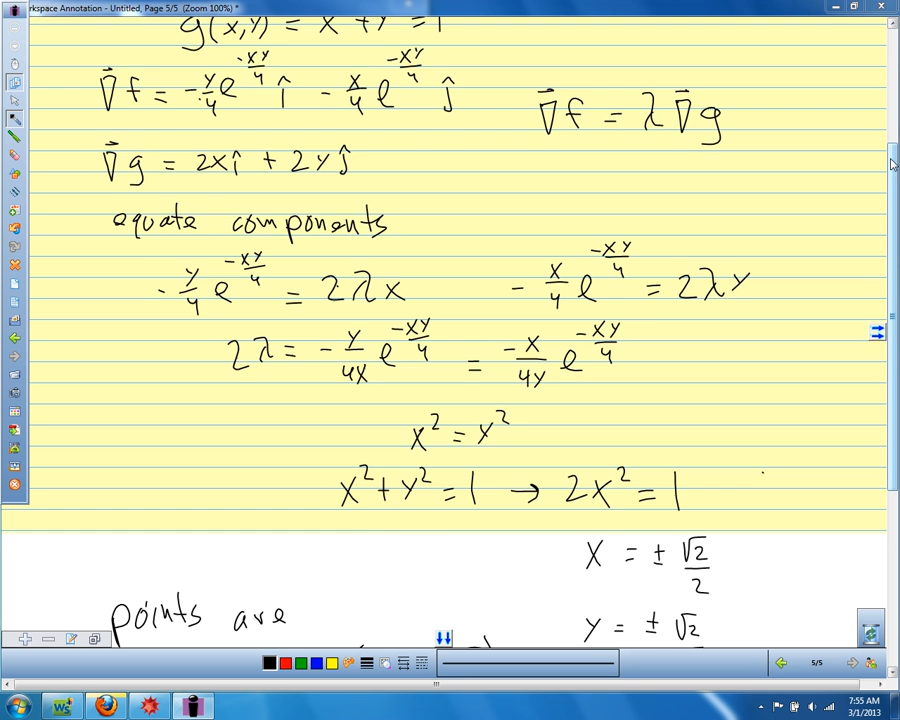 rkspace Annotation - Untitled, Page 5/5 (Zoom 100%) *
g(x,y) = x + y = 1
∇⃗f = -y/4 e^(-xy/4) î - x/4 e^(-xy/4) ĵ
∇⃗f = λ∇⃗g
∇⃗g = 2xî + 2yĵ
equate components
-y/4 e^(-xy/4) = 2λx
-x/4 e^(-xy/4) = 2λy
2λ = -y/4x e^(-xy/4) = -x/4y e^(-xy/4)
x² = y²
x² + y² = 1 → 2x² = 1
x = ± √2/2
points are
y = ± √2
5/5
7:55 AM
3/1/2013